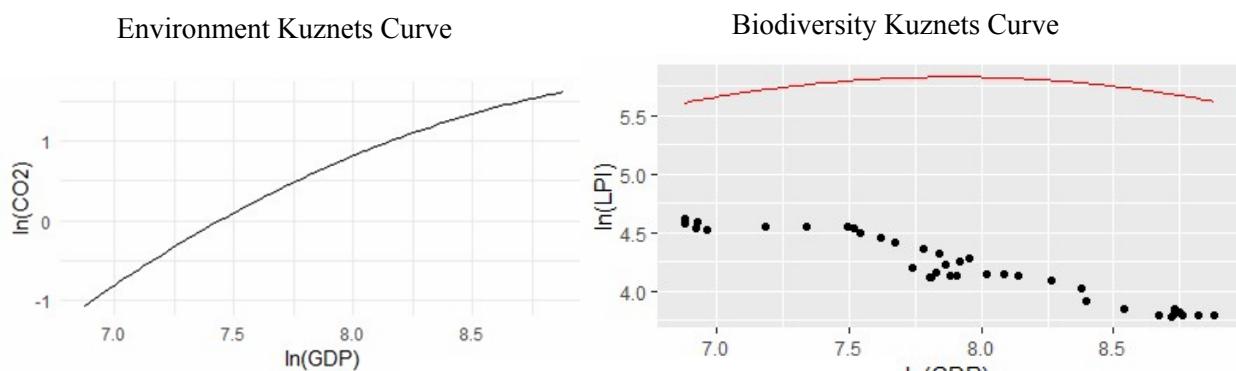 Environment Kuznets Curve
ln(CO2)
1
0
-1
7.0 7.5 8.0 8.5
ln(GDP)
Biodiversity Kuznets Curve
ln(LPI)
5.5
5.0
4.5
4.0
7.0 7.5 8.0 8.5